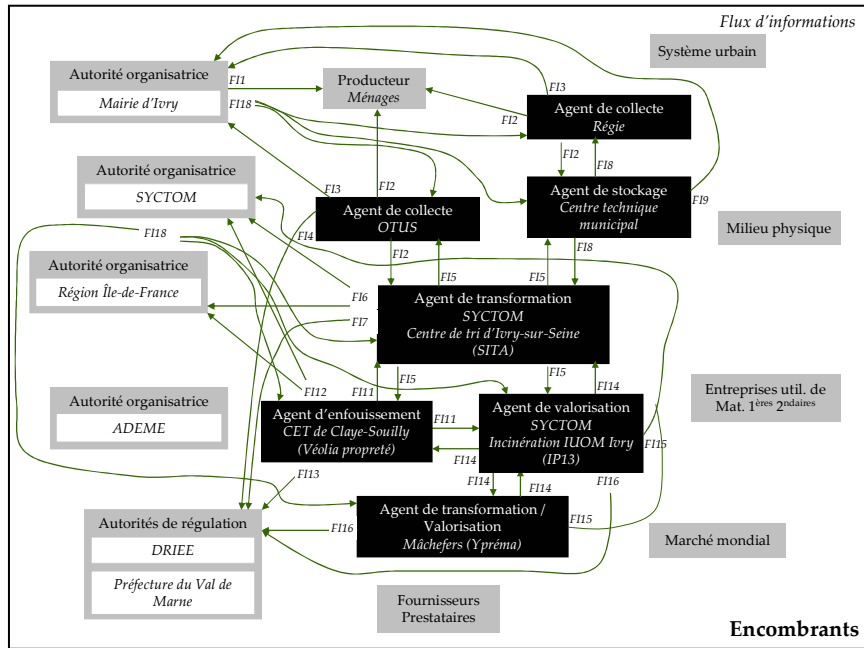 Flux d'informations
Système urbain
Autorité organisatrice
Mairie d'Ivry
FI1
FI18
Producteur
Ménages
FI3
FI2
Agent de collecte
Régie
FI2
FI8
Autorité organisatrice
SYCTOM
FI3
FI2
Agent de collecte
OTUS
Agent de stockage
Centre technique
municipal
FI9
Milieu physique
FI18
FI4
FI2
FI5
FI5
FI8
Autorité organisatrice
Région Île-de-France
FI6
FI7
Agent de transformation
SYCTOM
Centre de tri d'Ivry-sur-Seine
(SITA)
FI12
FI11
FI5
FI5
FI14
Entreprises util. de
Mat. 1ères 2ndaires
Autorité organisatrice
ADEME
Agent d'enfouissement
CET de Claye-Souilly
(Véolia propreté)
FI11
FI14
Agent de valorisation
SYCTOM
Incinération IUOM Ivry
(IP13)
FI15
FI13
FI14
FI14
FI16
Autorités de régulation
DRIEE
Préfecture du Val de
Marne
FI16
Agent de transformation /
Valorisation
Mâchefers (Ypréma)
FI15
Marché mondial
Fournisseurs
Prestataires
Encombrants